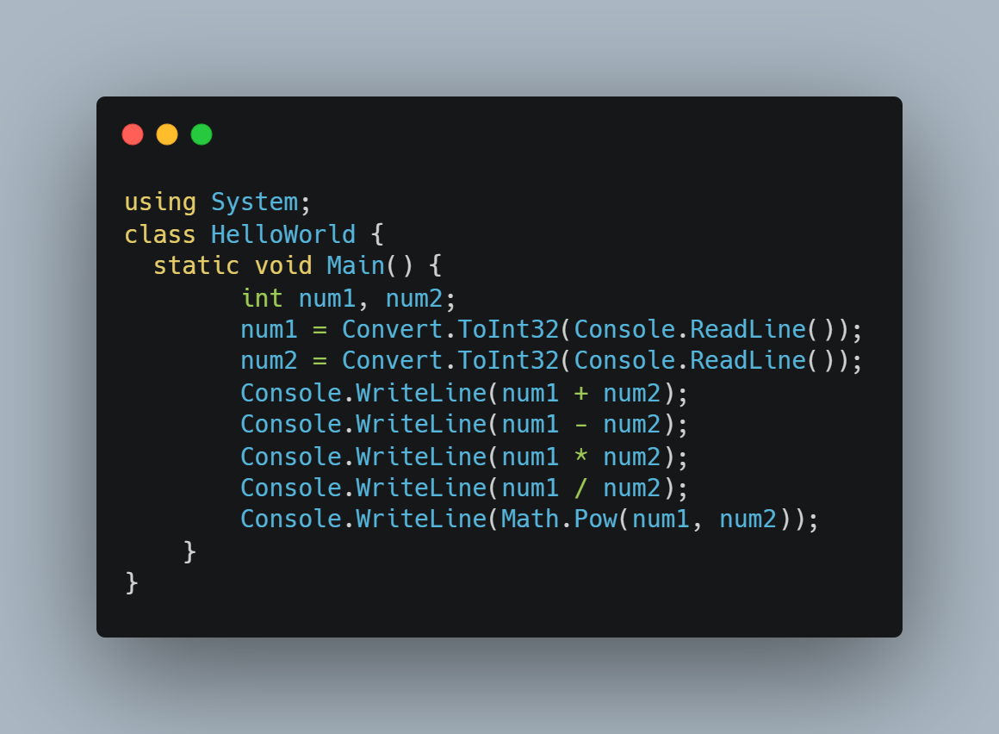 using System;
class HelloWorld {
  static void Main() {
        int num1, num2;
        num1 = Convert.ToInt32(Console.ReadLine());
        num2 = Convert.ToInt32(Console.ReadLine());
        Console.WriteLine(num1 + num2);
        Console.WriteLine(num1 - num2);
        Console.WriteLine(num1 * num2);
        Console.WriteLine(num1 / num2);
        Console.WriteLine(Math.Pow(num1, num2));
    }
}